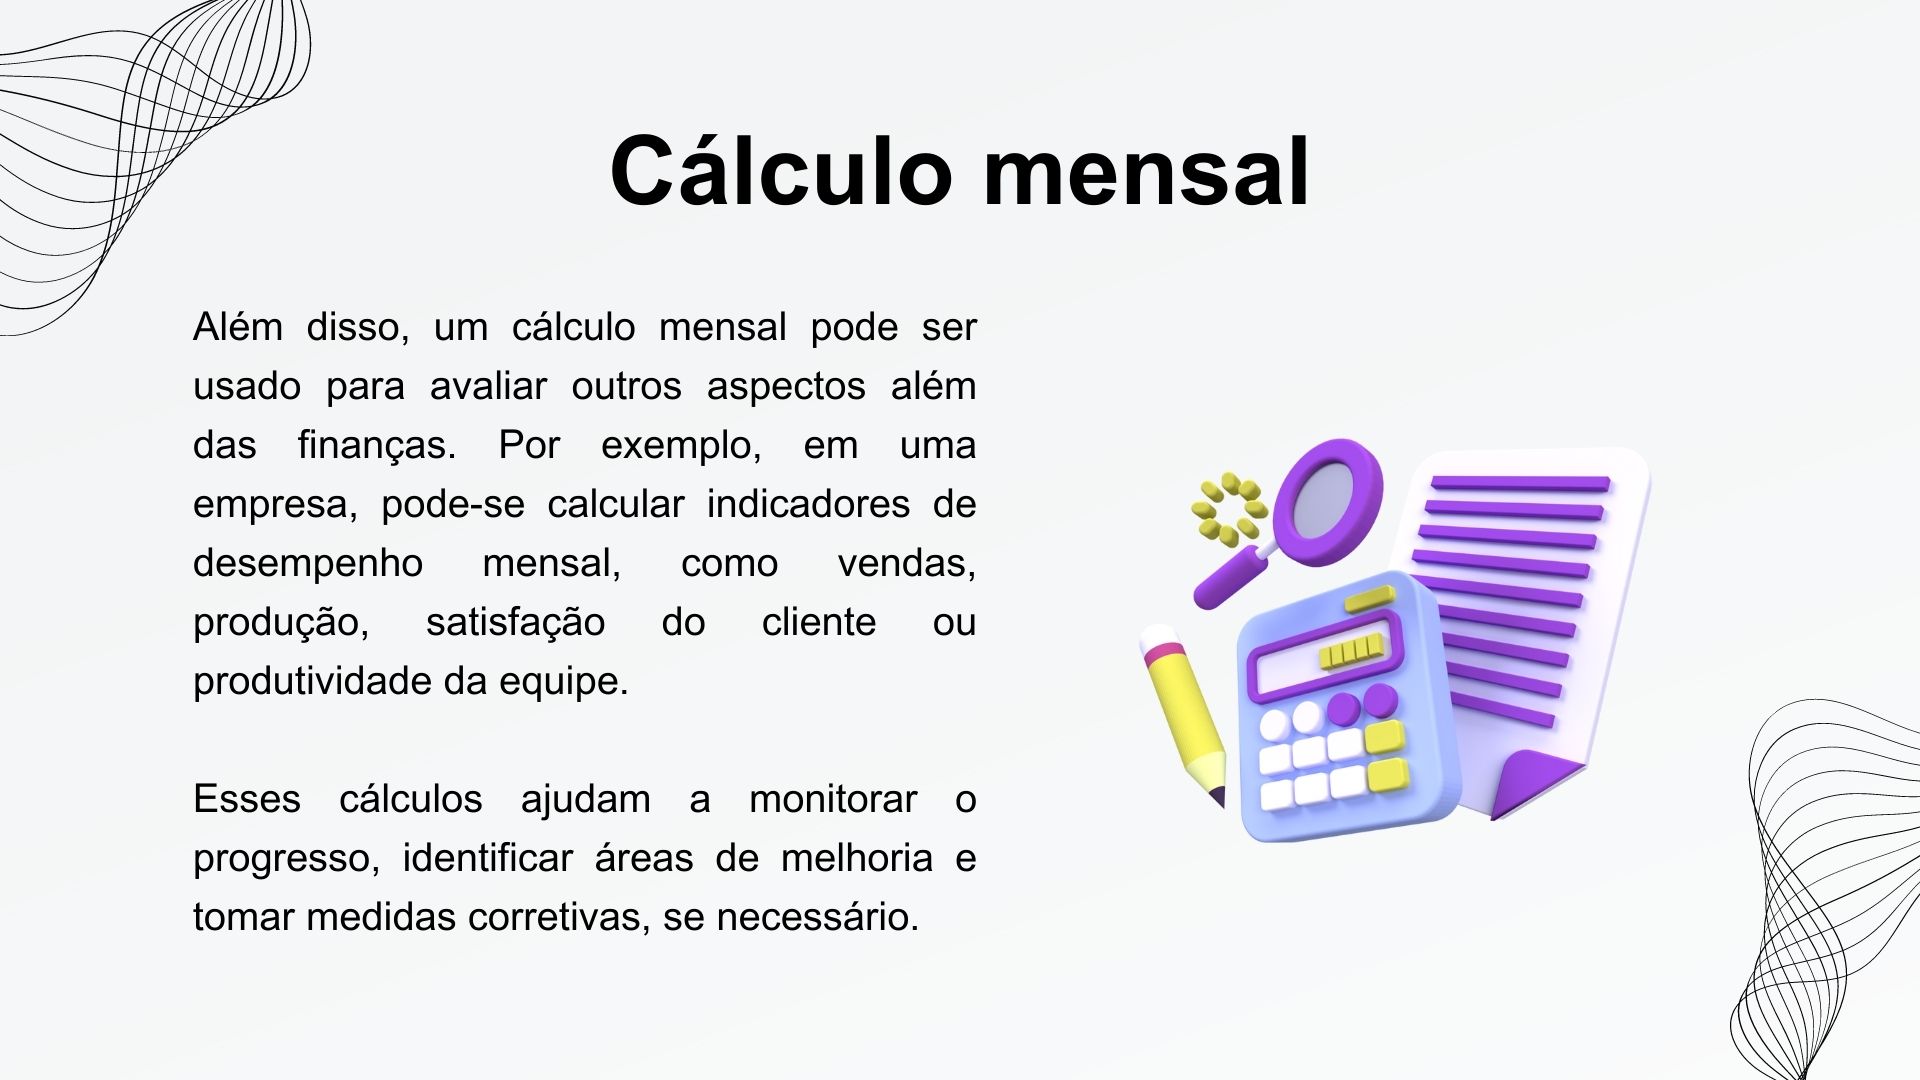 Cálculo mensal
Além disso, um cálculo mensal pode ser
usado para avaliar outros aspectos além
das finanças. Por exemplo, em uma
empresa, pode-se calcular indicadores de
desempenho mensal, como vendas,
produção, satisfação do cliente ou
produtividade da equipe.
Esses cálculos ajudam a monitorar o
progresso, identificar áreas de melhoria e
tomar medidas corretivas, se necessário.